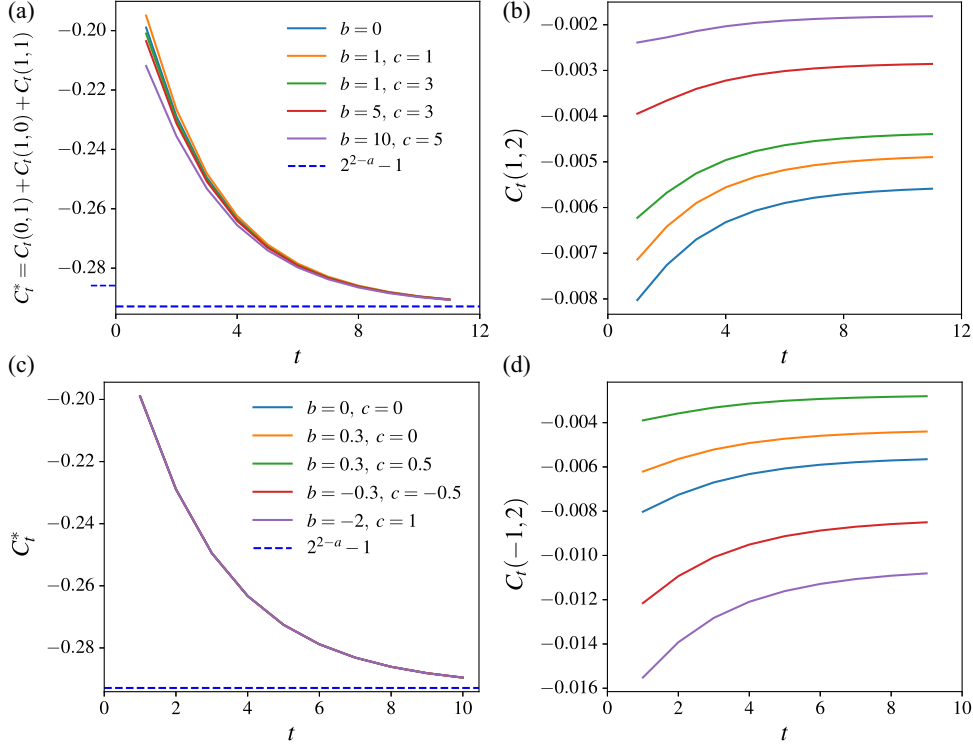 (a)
C_t^* = C_t(0,1) + C_t(1,0) + C_t(1,1)
−0.20
−0.22
−0.24
−0.26
−0.28
b = 0
b = 1, c = 1
b = 1, c = 3
b = 5, c = 3
b = 10, c = 5
2^{2−a} − 1
0 4 8 12
t
(b)
C_t(1,2)
−0.002
−0.003
−0.004
−0.005
−0.006
−0.007
−0.008
0 4 8 12
t
(c)
C_t^*
−0.20
−0.22
−0.24
−0.26
−0.28
b = 0, c = 0
b = 0.3, c = 0
b = 0.3, c = 0.5
b = −0.3, c = −0.5
b = −2, c = 1
2^{2−a} − 1
0 2 4 6 8 10
t
(d)
C_t(−1,2)
−0.004
−0.006
−0.008
−0.010
−0.012
−0.014
−0.016
0 2 4 6 8 10
t